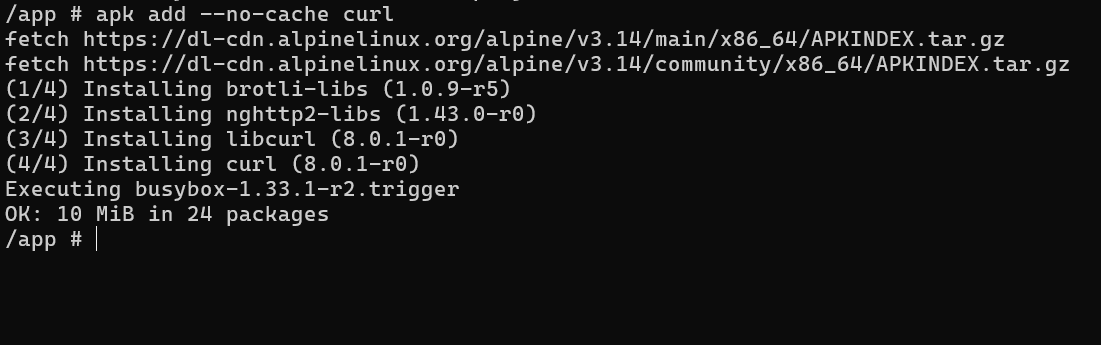 /app # apk add --no-cache curl
fetch https://dl-cdn.alpinelinux.org/alpine/v3.14/main/x86_64/APKINDEX.tar.gz
fetch https://dl-cdn.alpinelinux.org/alpine/v3.14/community/x86_64/APKINDEX.tar.gz
(1/4) Installing brotli-libs (1.0.9-r5)
(2/4) Installing nghttp2-libs (1.43.0-r0)
(3/4) Installing libcurl (8.0.1-r0)
(4/4) Installing curl (8.0.1-r0)
Executing busybox-1.33.1-r2.trigger
OK: 10 MiB in 24 packages
/app #